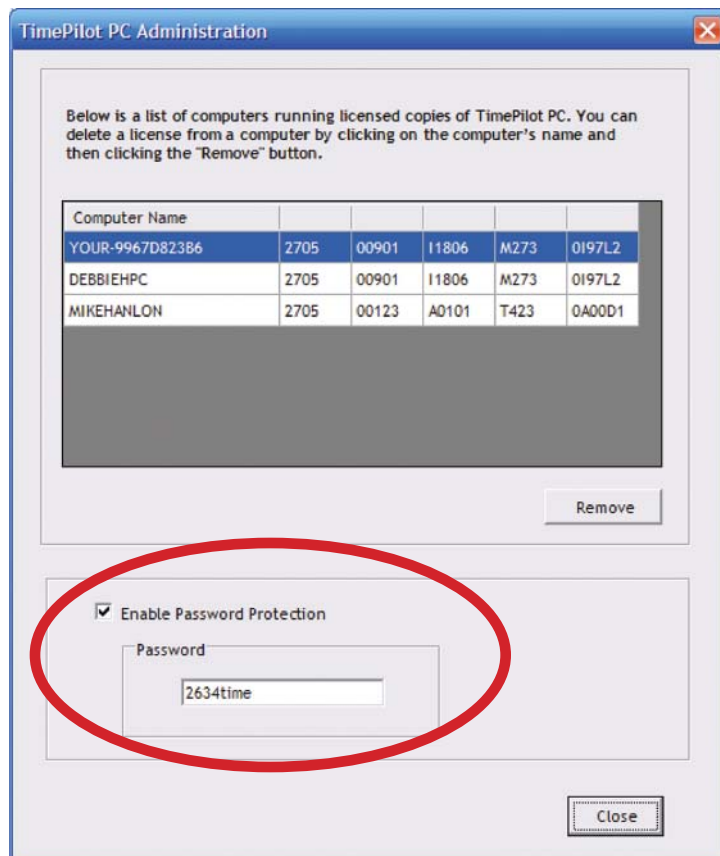 TimePilot PC Administration
Below is a list of computers running licensed copies of TimePilot PC. You can
delete a license from a computer by clicking on the computer's name and
then clicking the "Remove" button.
Computer Name
YOUR-9967D823B6 2705 00901 I1806 M273 0I97L2
DEBBIEHPC 2705 00901 I1806 M273 0I97L2
MIKEHANLON 2705 00123 A0101 T423 0A00D1
Remove
Enable Password Protection
Password
2634time
Close